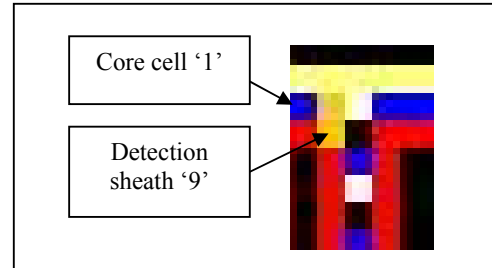 Core cell ‘1’
Detection
sheath ‘9’